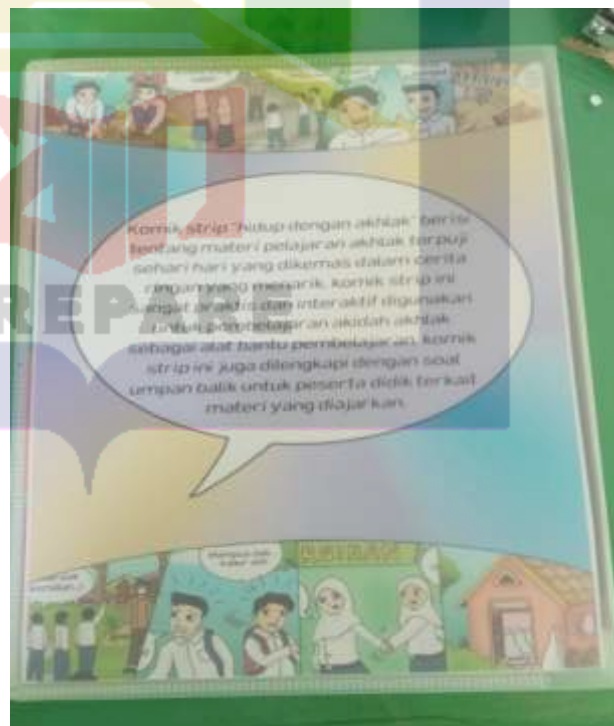 Komik strip "hidup dengan akhlak" berisi
tentang materi pelajaran akhlak terpuji
sehari hari yang dikemas dalam cerita
ringan yang menarik. komik strip ini
sangat praktis dan interaktif digunakan
untuk pembelajaran akidah akhlak
sebagai alat bantu pembelajaran. komik
strip ini juga dilengkapi dengan soal
umpan balik untuk peserta didik terkait
materi yang diajarkan.
REPARE